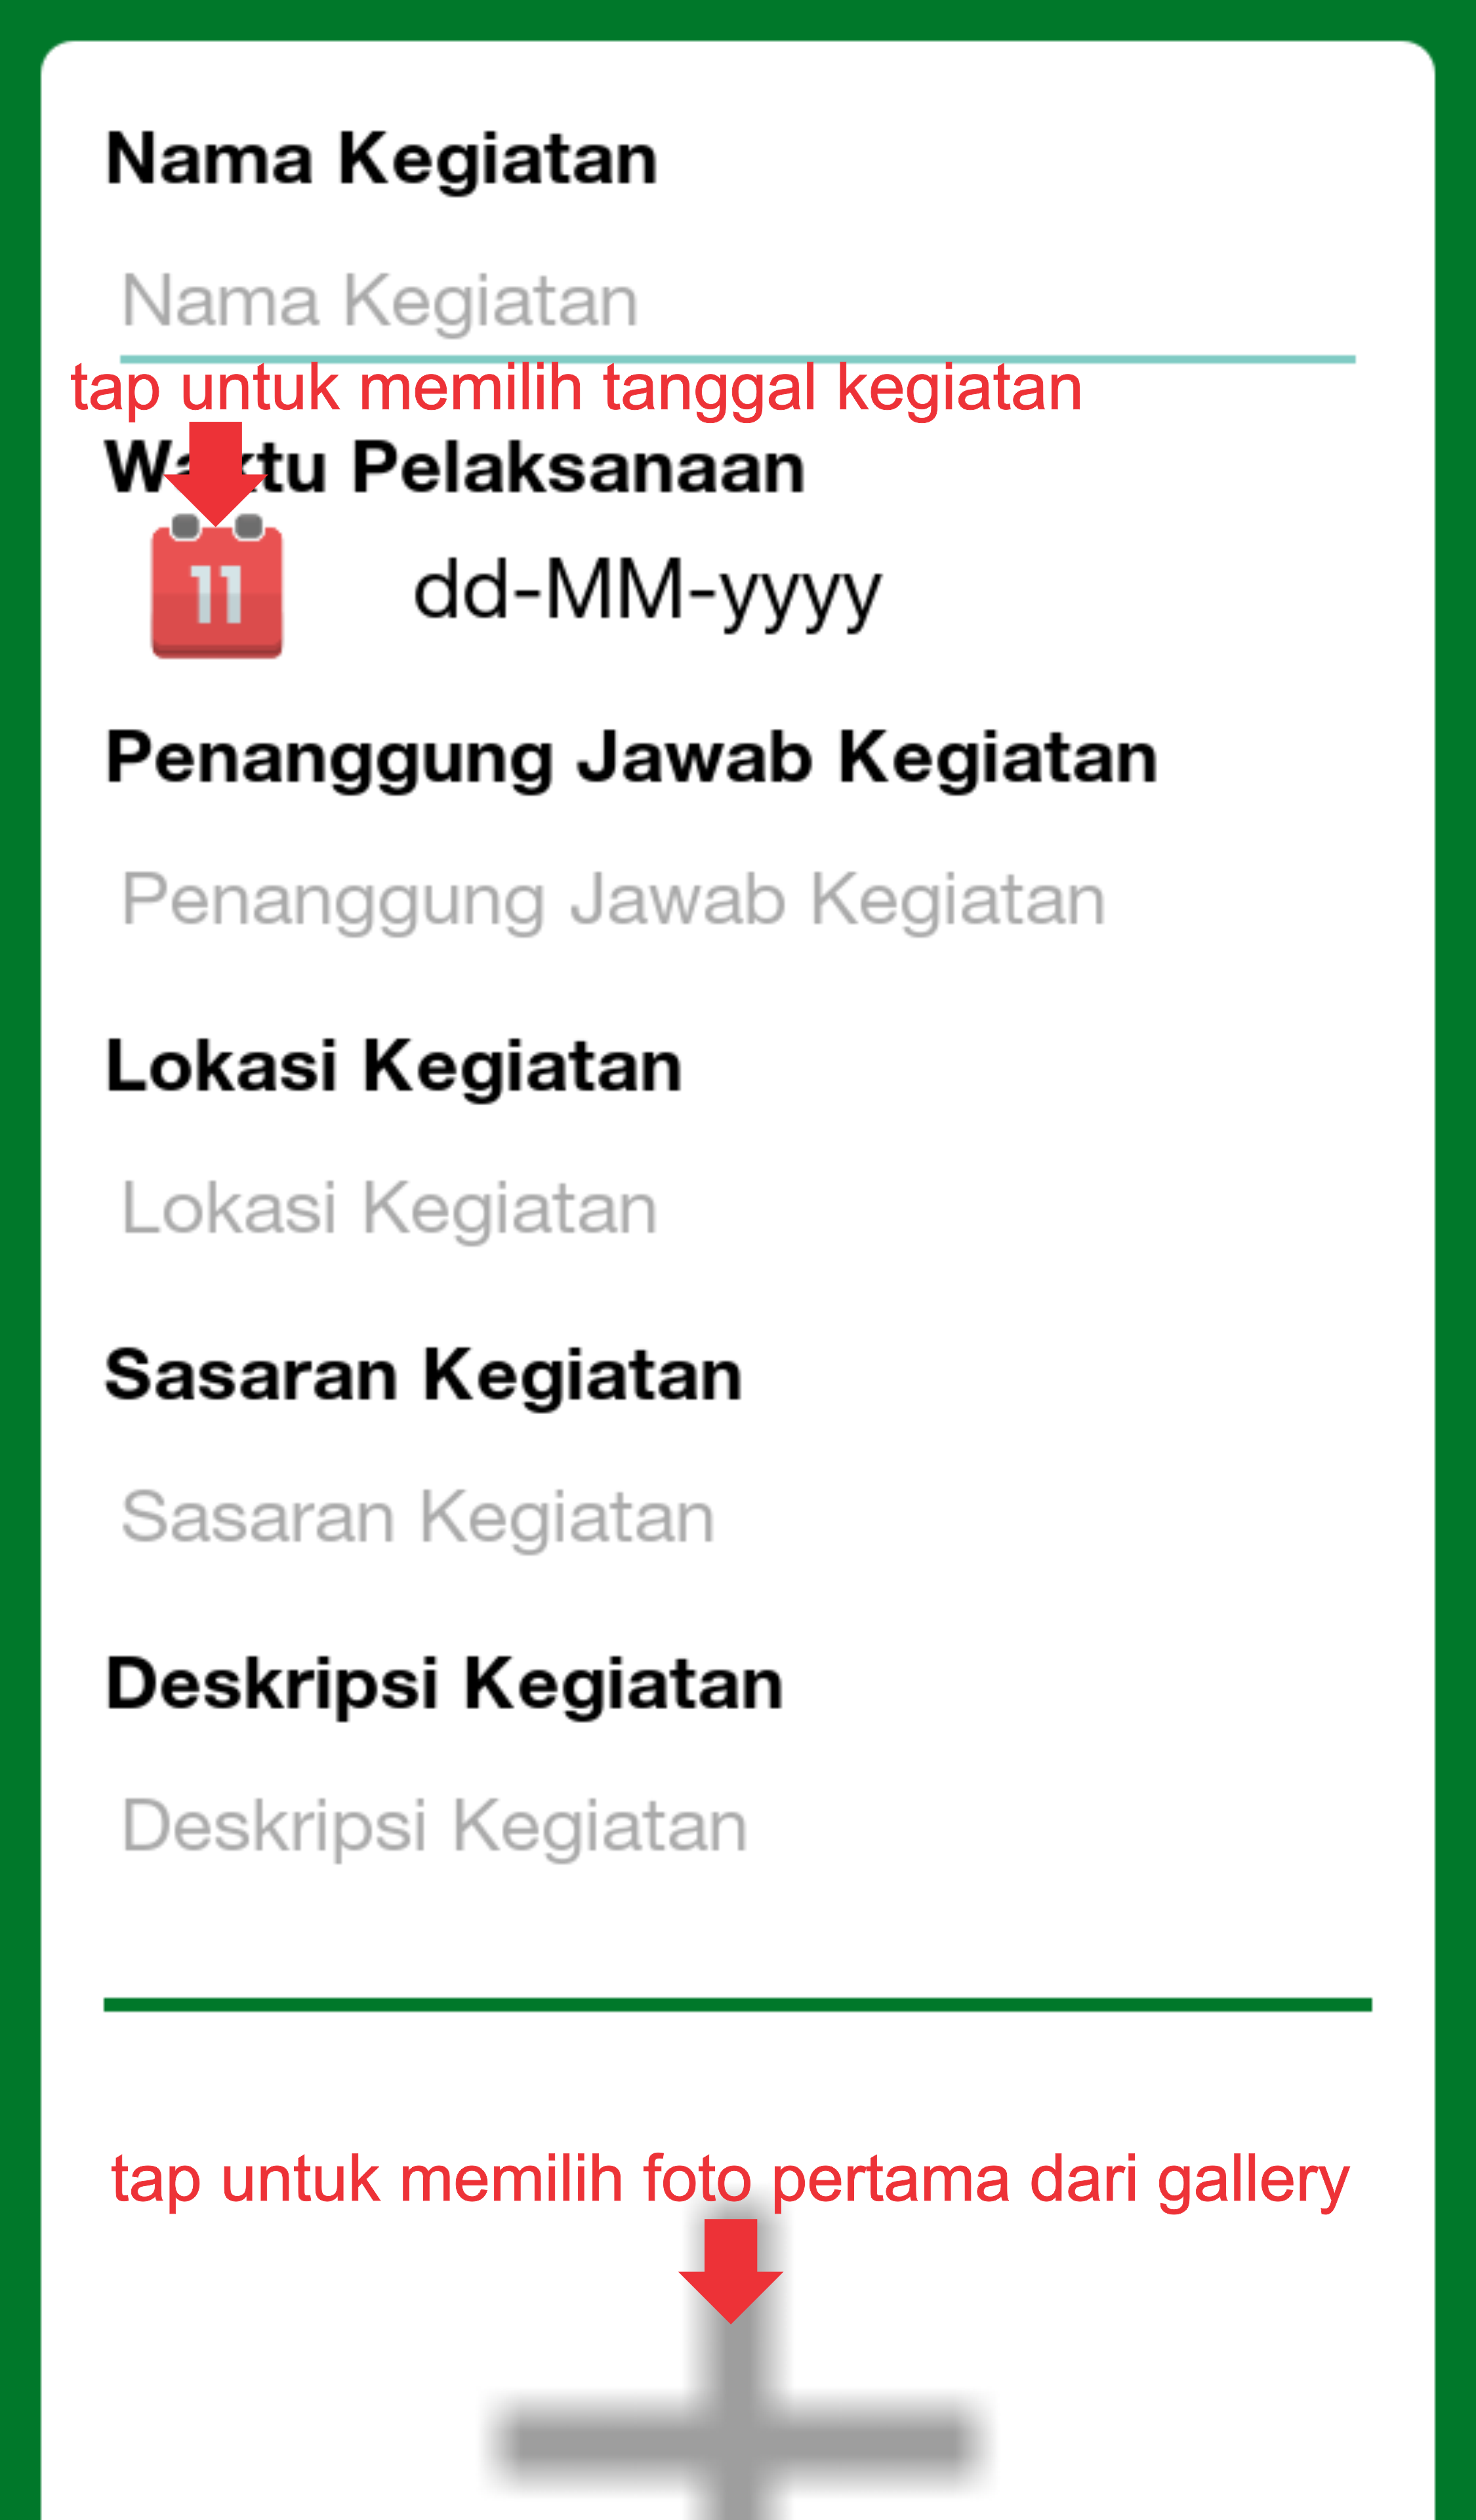 Nama Kegiatan
Nama Kegiatan
tap untuk memilih tanggal kegiatan
Waktu Pelaksanaan
11
dd-MM-yyyy
Penanggung Jawab Kegiatan
Penanggung Jawab Kegiatan
Lokasi Kegiatan
Lokasi Kegiatan
Sasaran Kegiatan
Sasaran Kegiatan
Deskripsi Kegiatan
Deskripsi Kegiatan
tap untuk memilih foto pertama dari gallery